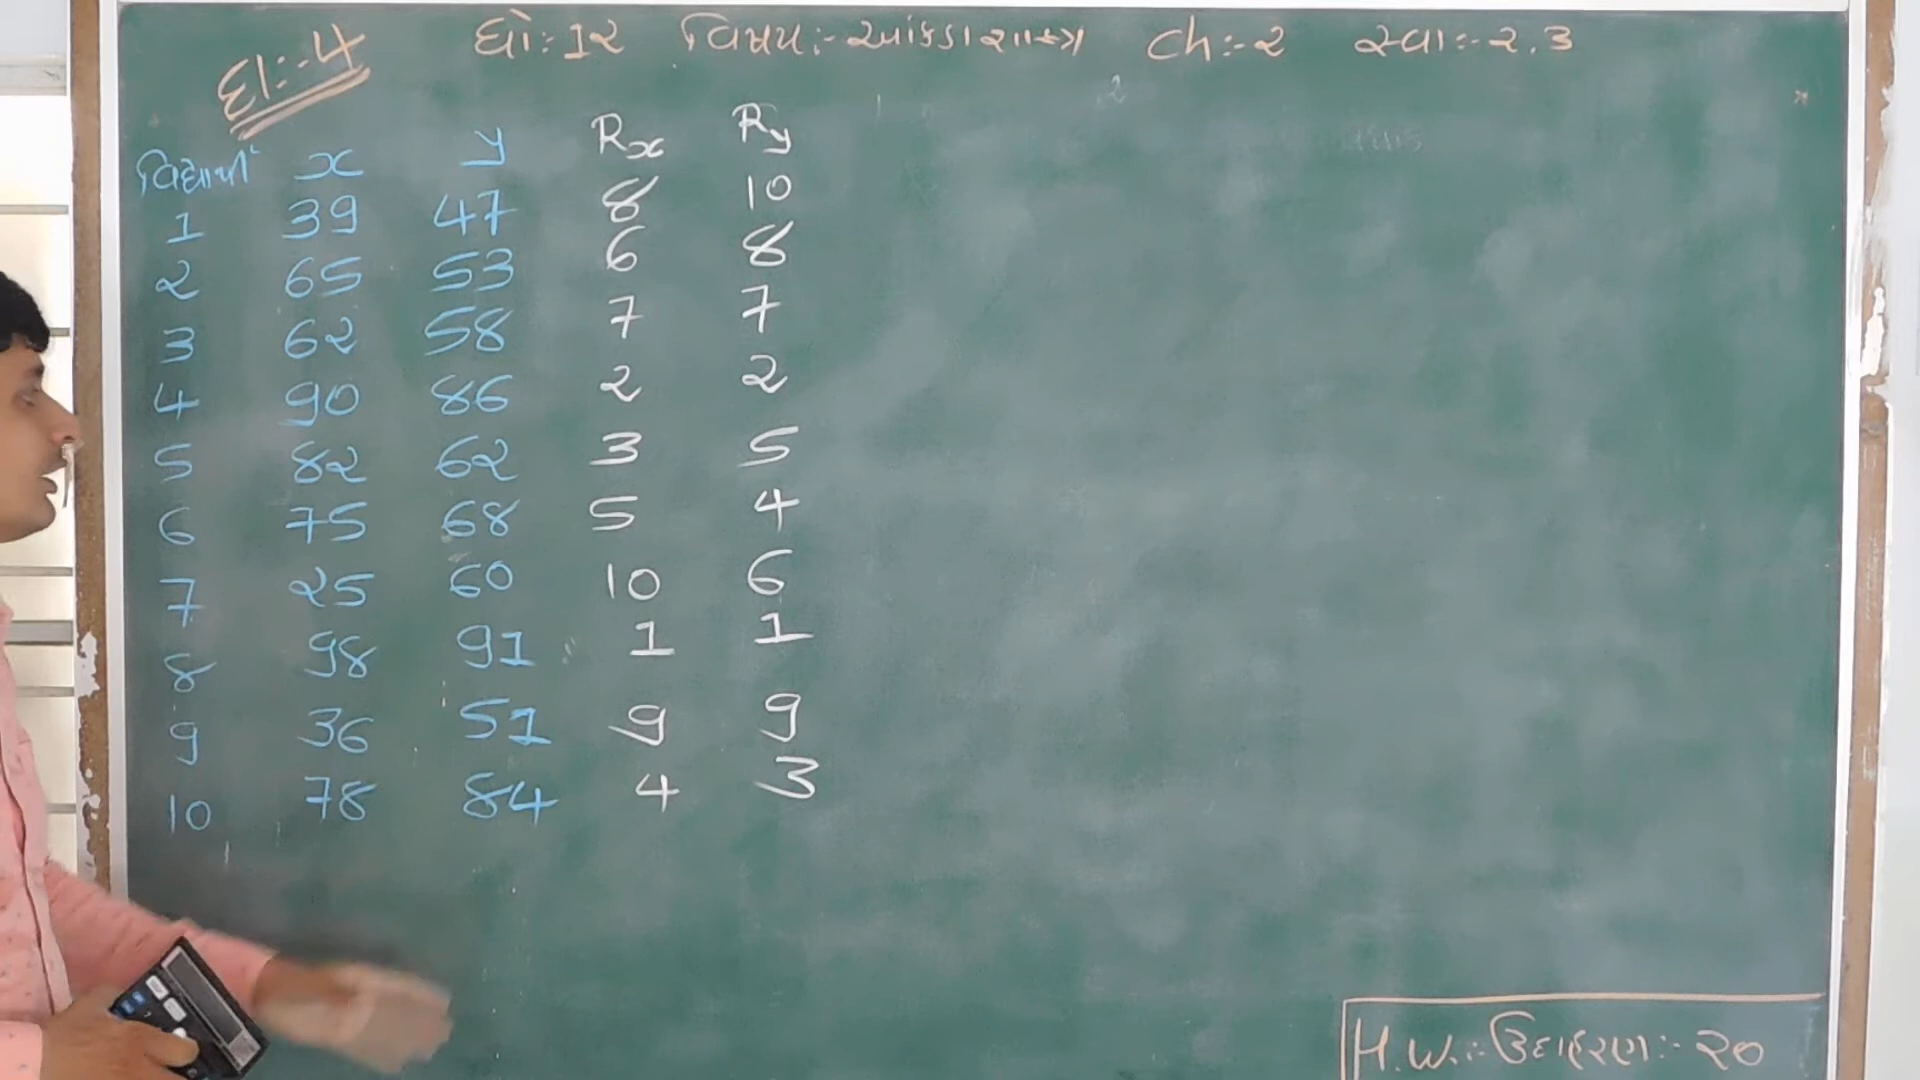 દા:-4 ધો:-12 વિષય:-આંકડાશાસ્ત્ર Ch:-2 સ્વા:-2.3
વિદ્યાર્થી x y Rx Ry
1 39 47 8 10
2 65 53 6 8
3 62 58 7 7
4 90 86 2 2
5 82 62 3 5
6 75 68 5 4
7 25 60 10 6
8 98 91 1 1
9 36 51 9 9
10 78 84 4 3
H.W.:-ઉદાહરણ:-20